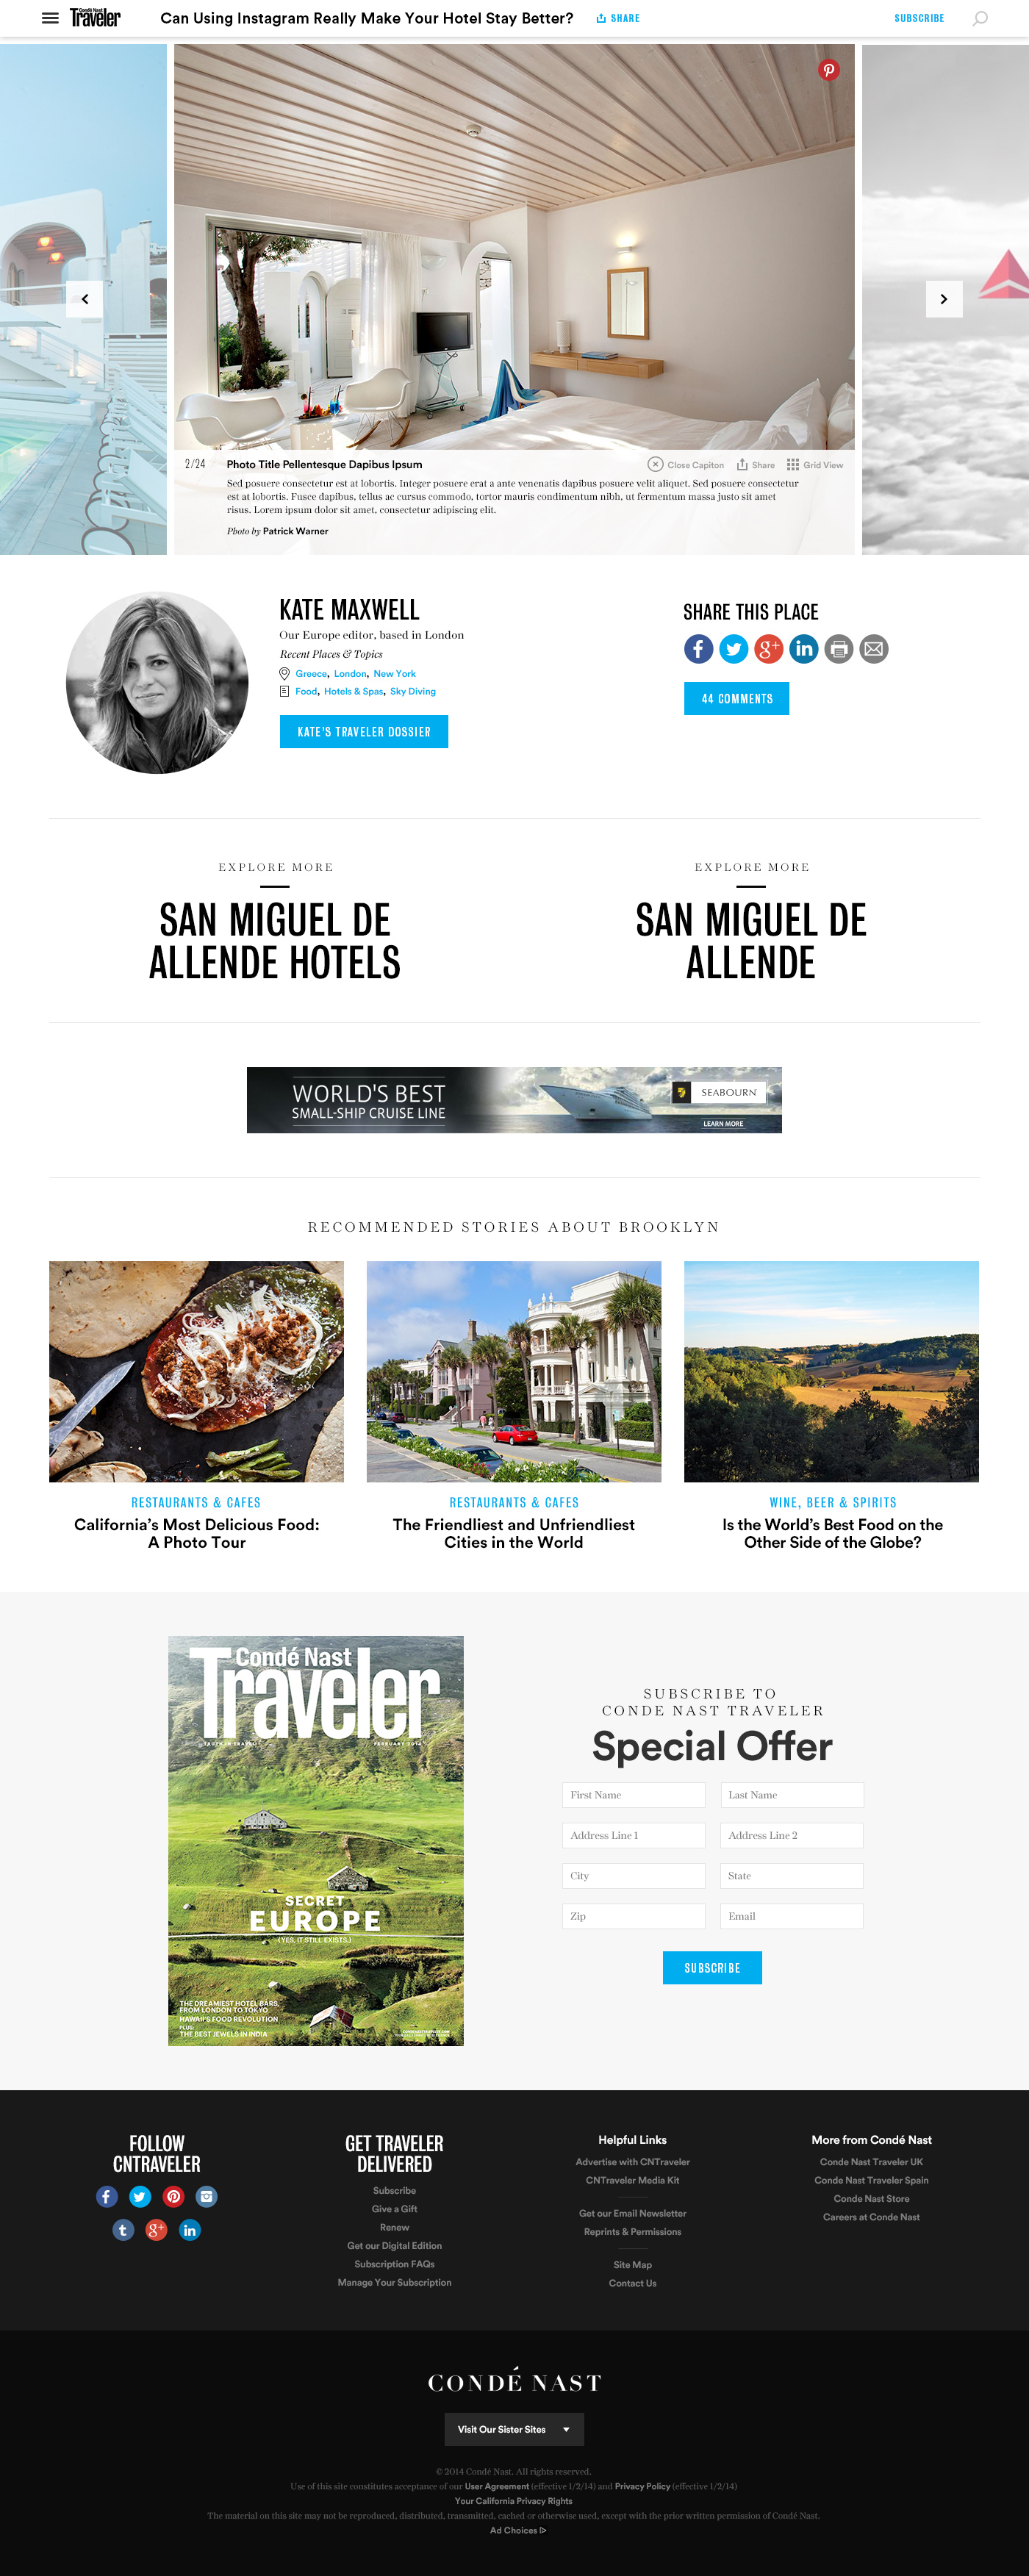 Condé Nast
Traveler
Can Using Instagram Really Make Your Hotel Stay Better?
SHARE
SUBSCRIBE
2/24
Photo Title Pellentesque Dapibus Ipsum
Close Capiton
Share
Grid View
Sed posuere consectetur est at lobortis. Integer posuere erat a ante venenatis dapibus posuere velit aliquet. Sed posuere consectetur
est at lobortis. Fusce dapibus, tellus ac cursus commodo, tortor mauris condimentum nibh, ut fermentum massa justo sit amet
risus. Lorem ipsum dolor sit amet, consectetur adipiscing elit.
Photo by Patrick Warner
KATE MAXWELL
Our Europe editor, based in London
Recent Places & Topics
Greece, London, New York
Food, Hotels & Spas, Sky Diving
KATE'S TRAVELER DOSSIER
SHARE THIS PLACE
44 COMMENTS
EXPLORE MORE
SAN MIGUEL DE
ALLENDE HOTELS
EXPLORE MORE
SAN MIGUEL DE
ALLENDE
WORLD'S BEST
SMALL-SHIP CRUISE LINE
SEABOURN
LEARN MORE
RECOMMENDED STORIES ABOUT BROOKLYN
RESTAURANTS & CAFES
California's Most Delicious Food:
A Photo Tour
RESTAURANTS & CAFES
The Friendliest and Unfriendliest
Cities in the World
WINE, BEER & SPIRITS
Is the World's Best Food on the
Other Side of the Globe?
Condé Nast
Traveler
TRUTH IN TRAVEL
FEBRUARY 2014
SECRET
EUROPE
(YES, IT STILL EXISTS.)
THE DREAMIEST HOTEL BARS,
FROM LONDON TO TOKYO
HAWAII'S FOOD REVOLUTION
PLUS:
THE BEST JEWELS IN INDIA
SUBSCRIBE TO
CONDE NAST TRAVELER
Special Offer
First Name
Last Name
Address Line 1
Address Line 2
City
State
Zip
Email
SUBSCRIBE
FOLLOW
CNTRAVELER
GET TRAVELER
DELIVERED
Subscribe
Give a Gift
Renew
Get our Digital Edition
Subscription FAQs
Manage Your Subscription
Helpful Links
Advertise with CNTraveler
CNTraveler Media Kit
Get our Email Newsletter
Reprints & Permissions
Site Map
Contact Us
More from Condé Nast
Conde Nast Traveler UK
Conde Nast Traveler Spain
Conde Nast Store
Careers at Conde Nast
CONDÉ NAST
Visit Our Sister Sites
© 2014 Condé Nast. All rights reserved.
Use of this site constitutes acceptance of our User Agreement (effective 1/2/14) and Privacy Policy (effective 1/2/14)
Your California Privacy Rights
The material on this site may not be reproduced, distributed, transmitted, cached or otherwise used, except with the prior written permission of Condé Nast.
Ad Choices